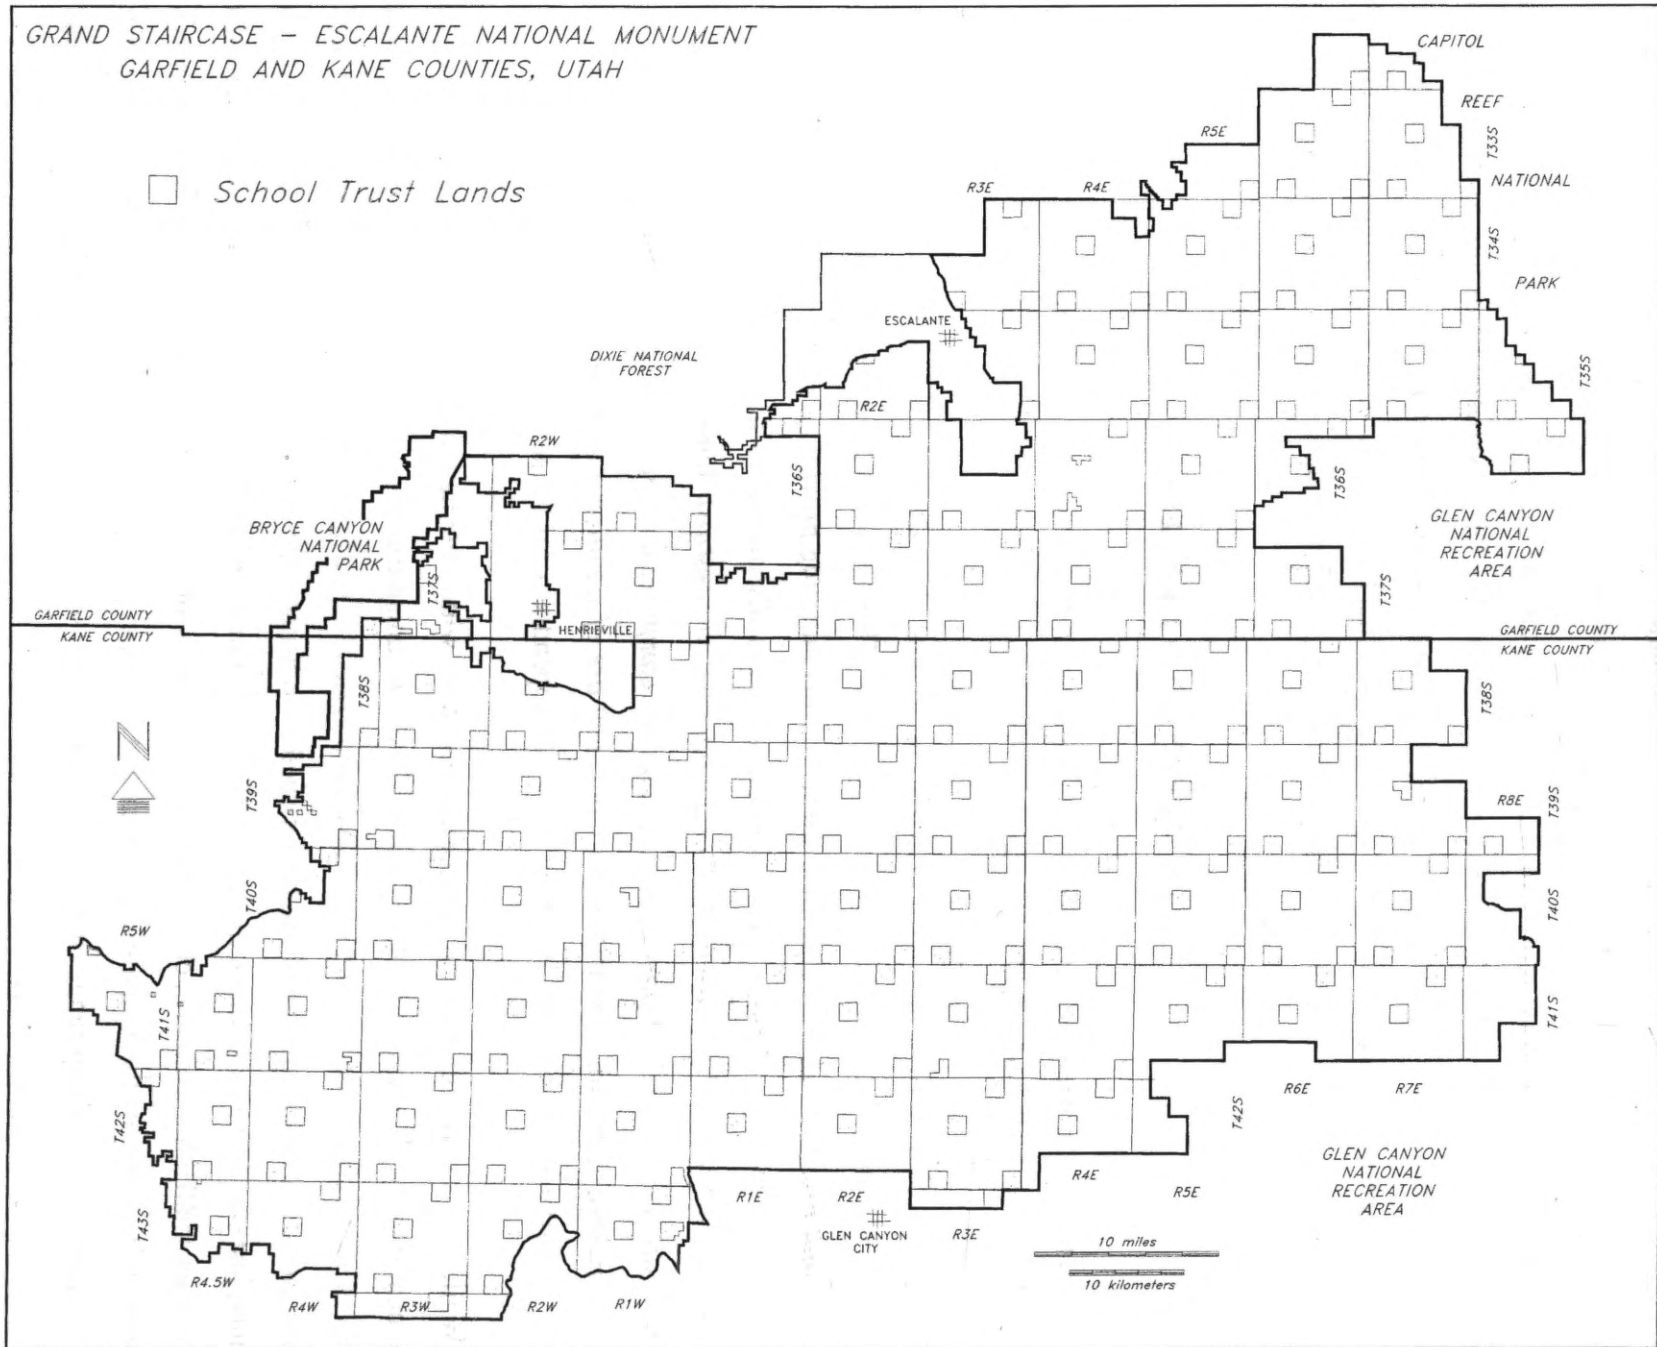 GRAND STAIRCASE – ESCALANTE NATIONAL MONUMENT
GARFIELD AND KANE COUNTIES, UTAH
School Trust Lands
CAPITOL
REEF
NATIONAL
PARK
R5E
T33S
R3E
R4E
T34S
ESCALANTE
DIXIE NATIONAL
FOREST
T35S
R2E
R2W
T36S
T36S
BRYCE CANYON
NATIONAL
PARK
GLEN CANYON
NATIONAL
RECREATION
AREA
T37S
T37S
GARFIELD COUNTY
KANE COUNTY
HENRIEVILLE
GARFIELD COUNTY
KANE COUNTY
T38S
T38S
N
T39S
R8E
T39S
T40S
T40S
R5W
T41S
T41S
R6E
R7E
T42S
T42S
GLEN CANYON
NATIONAL
RECREATION
AREA
R4E
R5E
R1E
R2E
T43S
GLEN CANYON
CITY
R3E
10 miles
10 kilometers
R4.5W
R4W
R3W
R2W
R1W